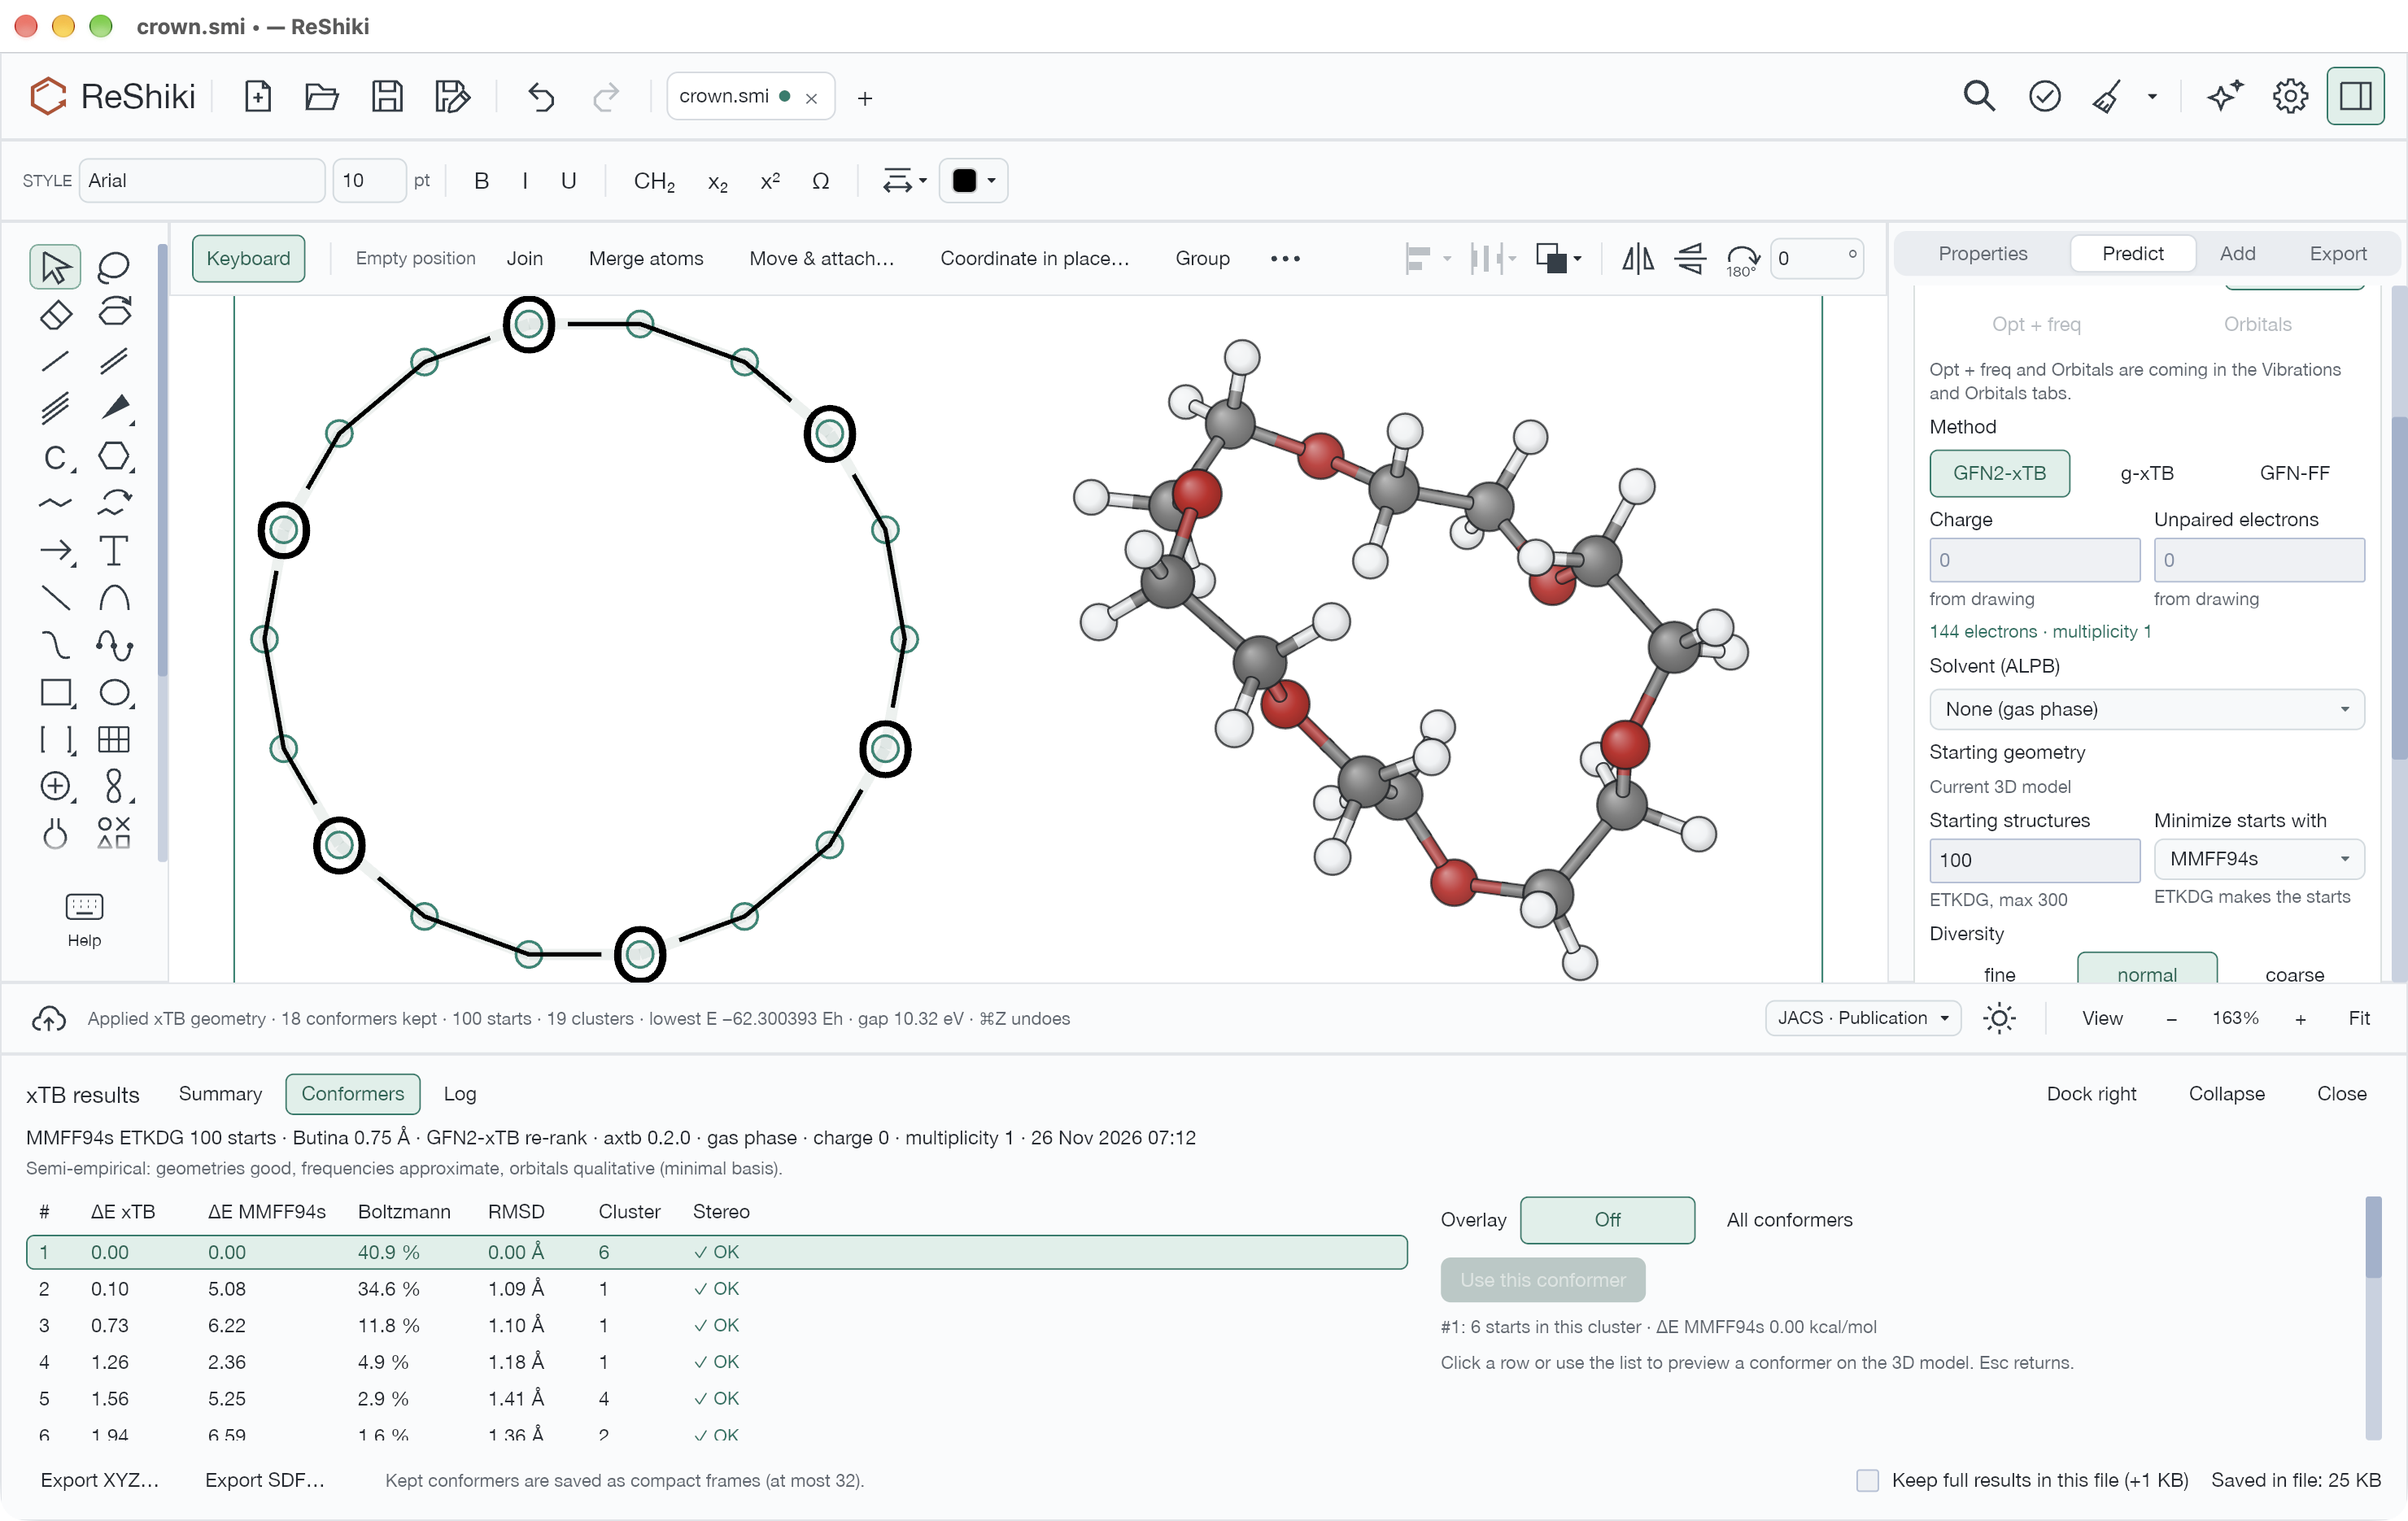 crown.smi • — ReShiki
ReShiki
crown.smi
STYLE Arial 10 pt B I U CH₂ x₂ x² Ω
Keyboard Empty position Join Merge atoms Move & attach... Coordinate in place... Group 180° 0 °
Properties Predict Add Export
C
T
Help
O
O
O
O
O
O
Opt + freq Orbitals
Opt + freq and Orbitals are coming in the Vibrations
and Orbitals tabs.
Method
GFN2-xTB g-xTB GFN-FF
Charge Unpaired electrons
0 0
from drawing from drawing
144 electrons · multiplicity 1
Solvent (ALPB)
None (gas phase)
Starting geometry
Current 3D model
Starting structures Minimize starts with
100 MMFF94s
ETKDG, max 300 ETKDG makes the starts
Diversity
fine normal coarse
Applied xTB geometry · 18 conformers kept · 100 starts · 19 clusters · lowest E −62.300393 Eh · gap 10.32 eV · ⌘Z undoes
JACS · Publication View − 163% + Fit
xTB results Summary Conformers Log Dock right Collapse Close
MMFF94s ETKDG 100 starts · Butina 0.75 Å · GFN2-xTB re-rank · axtb 0.2.0 · gas phase · charge 0 · multiplicity 1 · 26 Nov 2026 07:12
Semi-empirical: geometries good, frequencies approximate, orbitals qualitative (minimal basis).
# ΔE xTB ΔE MMFF94s Boltzmann RMSD Cluster Stereo
1 0.00 0.00 40.9 % 0.00 Å 6 ✓ OK
2 0.10 5.08 34.6 % 1.09 Å 1 ✓ OK
3 0.73 6.22 11.8 % 1.10 Å 1 ✓ OK
4 1.26 2.36 4.9 % 1.18 Å 1 ✓ OK
5 1.56 5.25 2.9 % 1.41 Å 4 ✓ OK
6 1.94 6.59 1.6 % 1.36 Å 2 ✓ OK
Overlay Off All conformers
Use this conformer
#1: 6 starts in this cluster · ΔE MMFF94s 0.00 kcal/mol
Click a row or use the list to preview a conformer on the 3D model. Esc returns.
Export XYZ... Export SDF... Kept conformers are saved as compact frames (at most 32).
Keep full results in this file (+1 KB) Saved in file: 25 KB